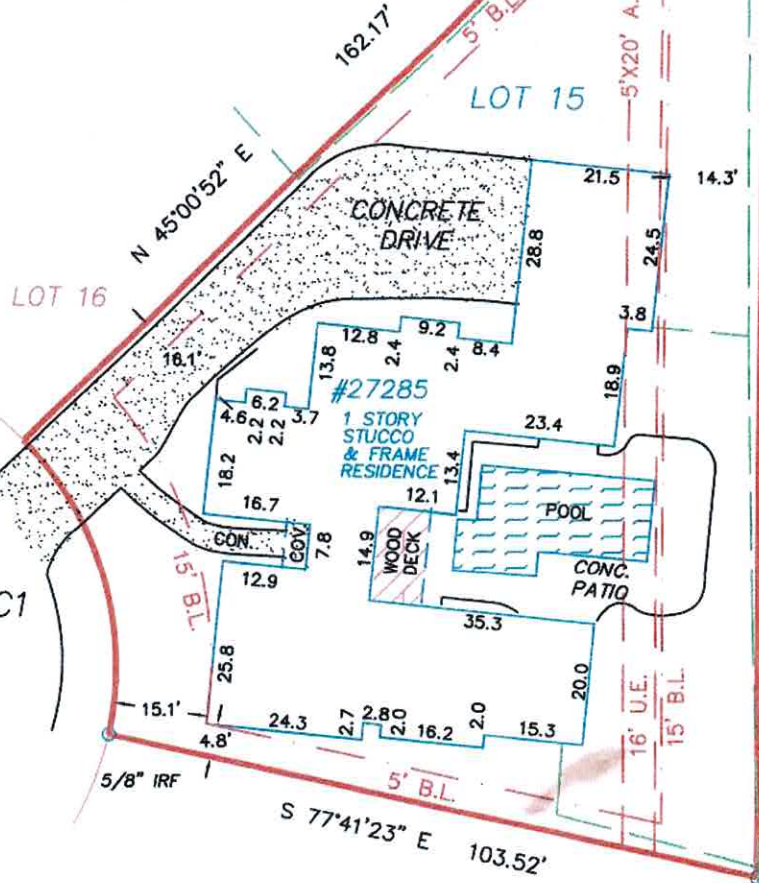 162.17'
5' B.L.
5'X20' A.
LOT 15
N 45°00'52" E
21.5
14.3'
CONCRETE
DRIVE
28.8
24.5
LOT 16
3.8
12.8
9.2
8.4
2.4
2.4
13.8
16.1'
18.9
#27285
1 STORY
STUCCO
& FRAME
RESIDENCE
4.6
6.2
3.7
2.2
2.2
23.4
13.4
18.2
16.7
12.1
POOL
CON.
COV.
7.8
14.9
WOOD
DECK
CONC.
PATIO
15' B.L.
12.9
C1
35.3
25.8
20.0
15.1'
24.3
2.7
2.8
2.0
16.2
2.0
15.3
16' U.E.
15' B.L.
4.8'
5/8" IRF
5' B.L.
S 77°41'23" E
103.52'